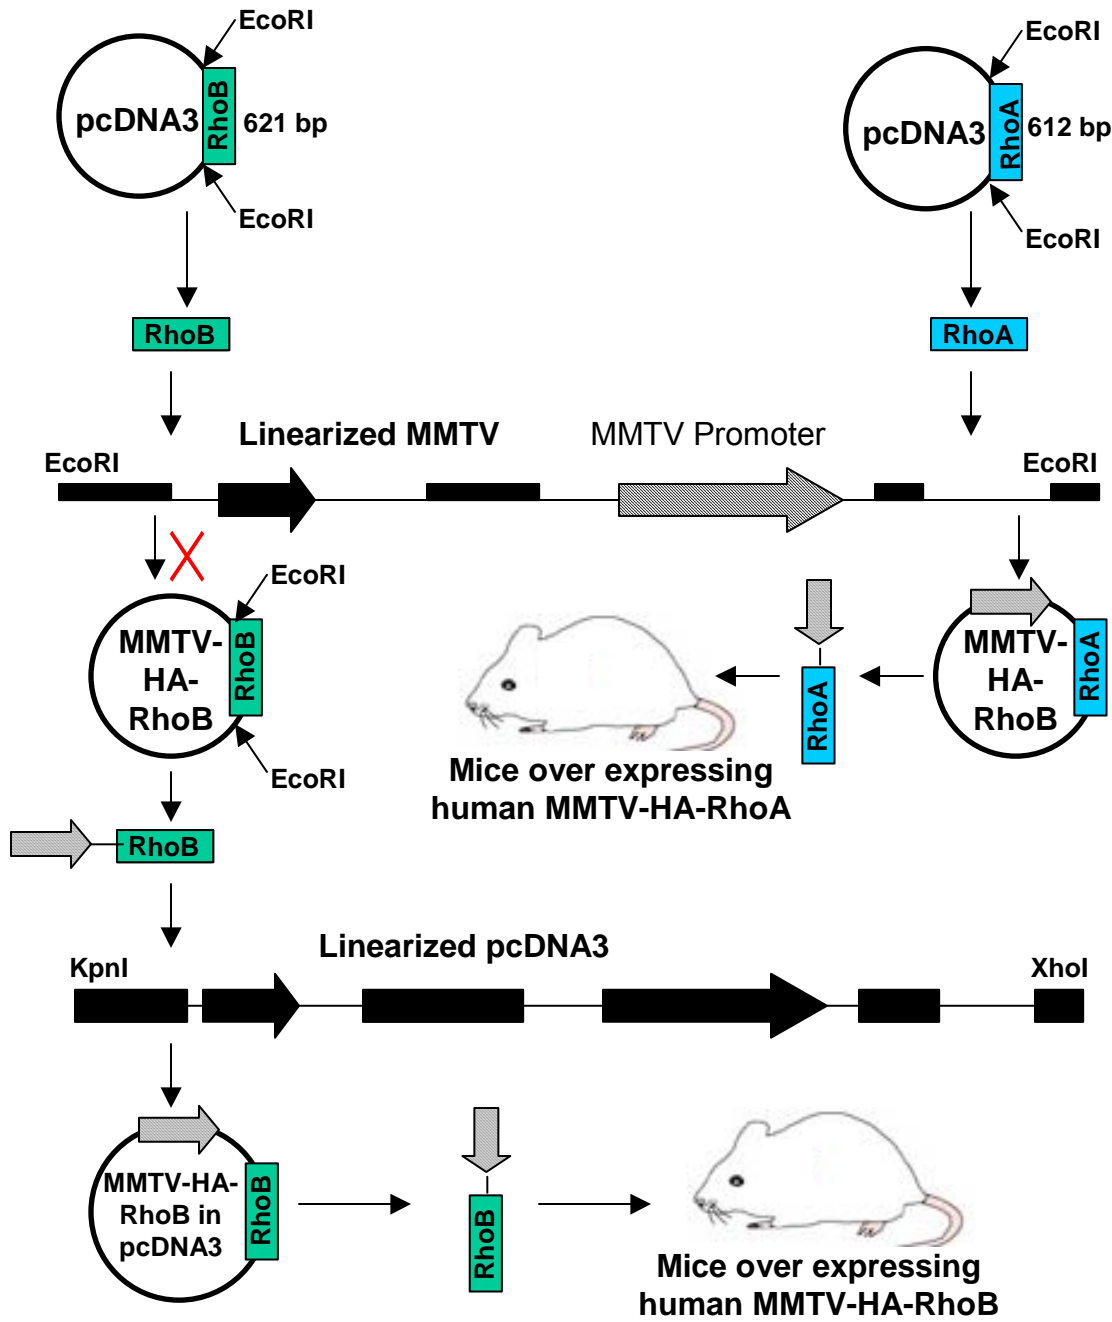 EcoRI
EcoRI
pcDNA3
RhoB
621 bp
pcDNA3
RhoA
612 bp
EcoRI
EcoRI
RhoB
RhoA
Linearized MMTV
MMTV Promoter
EcoRI
EcoRI
EcoRI
MMTV-
HA-
RhoB
RhoB
EcoRI
RhoA
MMTV-
HA-
RhoB
RhoA
Mice over expressing
human MMTV-HA-RhoA
RhoB
Linearized pcDNA3
KpnI
XhoI
MMTV-HA-
RhoB in
pcDNA3
RhoB
RhoB
Mice over expressing
human MMTV-HA-RhoB